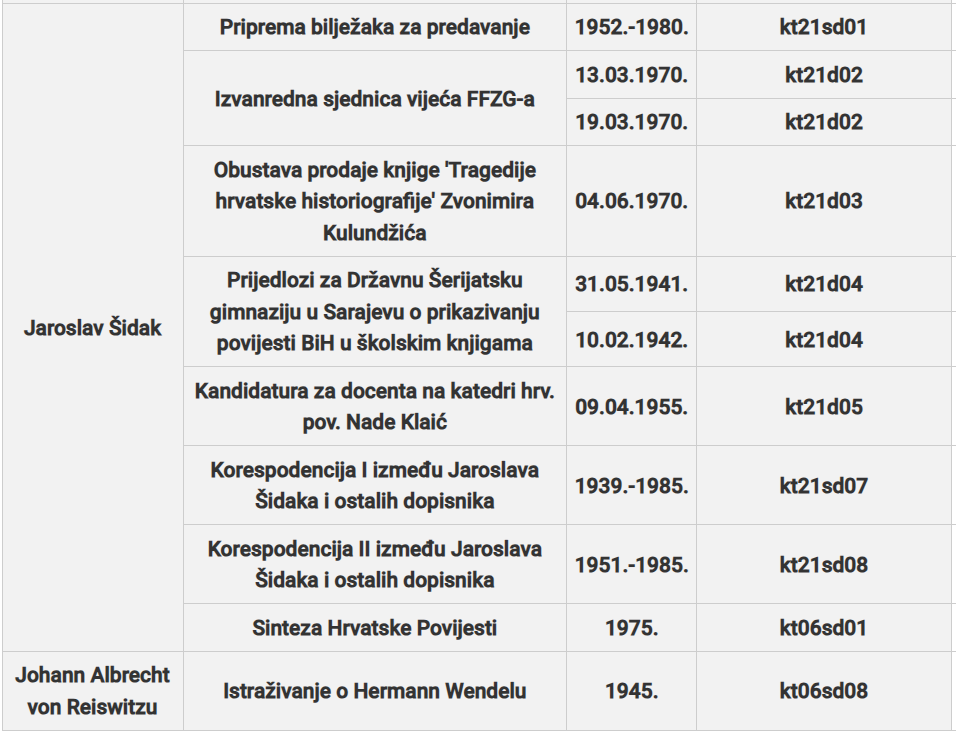 Jaroslav Šidak
Priprema bilježaka za predavanje
1952.-1980.
kt21sd01
Izvanredna sjednica vijeća FFZG-a
13.03.1970.
kt21d02
19.03.1970.
kt21d02
Obustava prodaje knjige 'Tragedije
hrvatske historiografije' Zvonimira
Kulundžića
04.06.1970.
kt21d03
Prijedlozi za Državnu Šerijatsku
gimnaziju u Sarajevu o prikazivanju
povijesti BiH u školskim knjigama
31.05.1941.
kt21d04
10.02.1942.
kt21d04
Kandidatura za docenta na katedri hrv.
pov. Nade Klaić
09.04.1955.
kt21d05
Korespodencija I između Jaroslava
Šidaka i ostalih dopisnika
1939.-1985.
kt21sd07
Korespodencija II između Jaroslava
Šidaka i ostalih dopisnika
1951.-1985.
kt21sd08
Sinteza Hrvatske Povijesti
1975.
kt06sd01
Johann Albrecht
von Reiswitzu
Istraživanje o Hermann Wendelu
1945.
kt06sd08